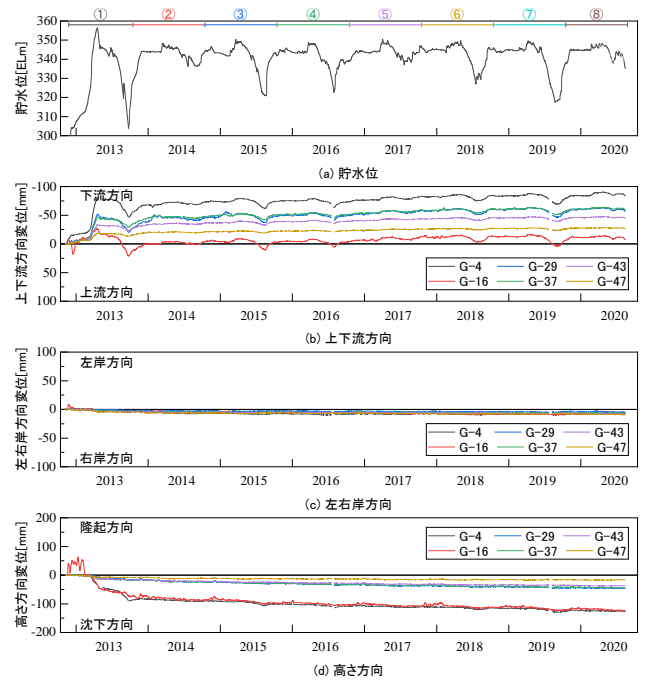 ① ② ③ ④ ⑤ ⑥ ⑦ ⑧
貯水位[ELm]
360
350
340
330
320
310
300
2013 2014 2015 2016 2017 2018 2019 2020
(a) 貯水位
上下流方向変位[mm]
-100
-50
0
50
100
下流方向
上流方向
G-4 G-29 G-43
G-16 G-37 G-47
2013 2014 2015 2016 2017 2018 2019 2020
(b) 上下流方向
左右岸方向変位[mm]
100
50
0
-50
-100
左岸方向
右岸方向
G-4 G-29 G-43
G-16 G-37 G-47
2013 2014 2015 2016 2017 2018 2019 2020
(c) 左右岸方向
高さ方向変位[mm]
200
100
0
-100
-200
隆起方向
沈下方向
G-4 G-29 G-43
G-16 G-37 G-47
2013 2014 2015 2016 2017 2018 2019 2020
(d) 高さ方向